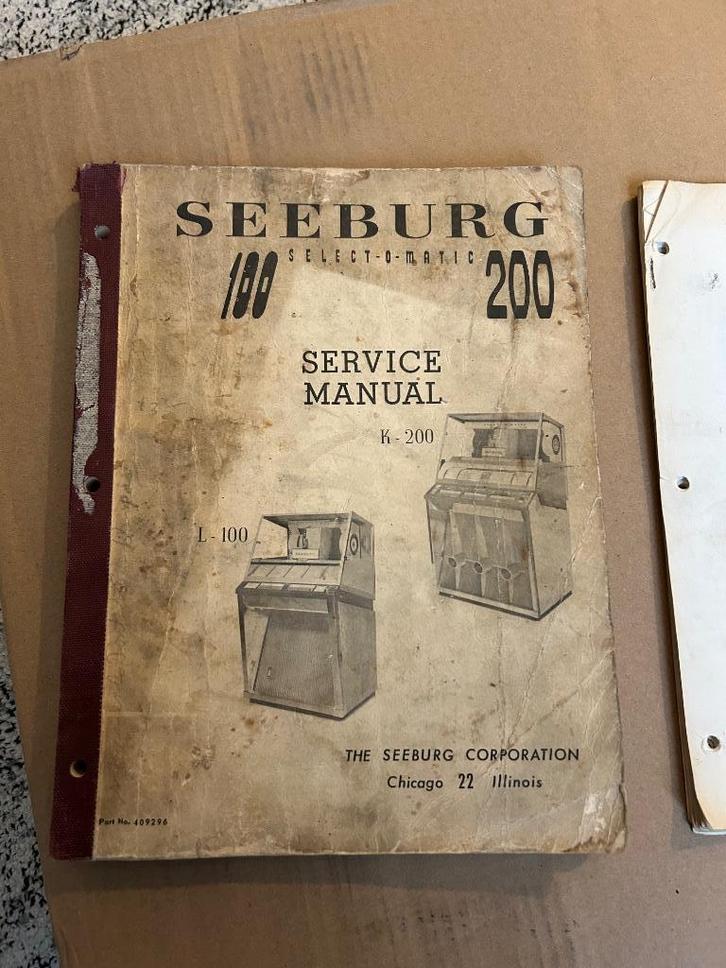 SEEBURG
SELECT-O-MATIC
100 200
SERVICE
MANUAL
K-200
L-100
THE SEEBURG CORPORATION
Chicago 22 Illinois
Part No. 409296